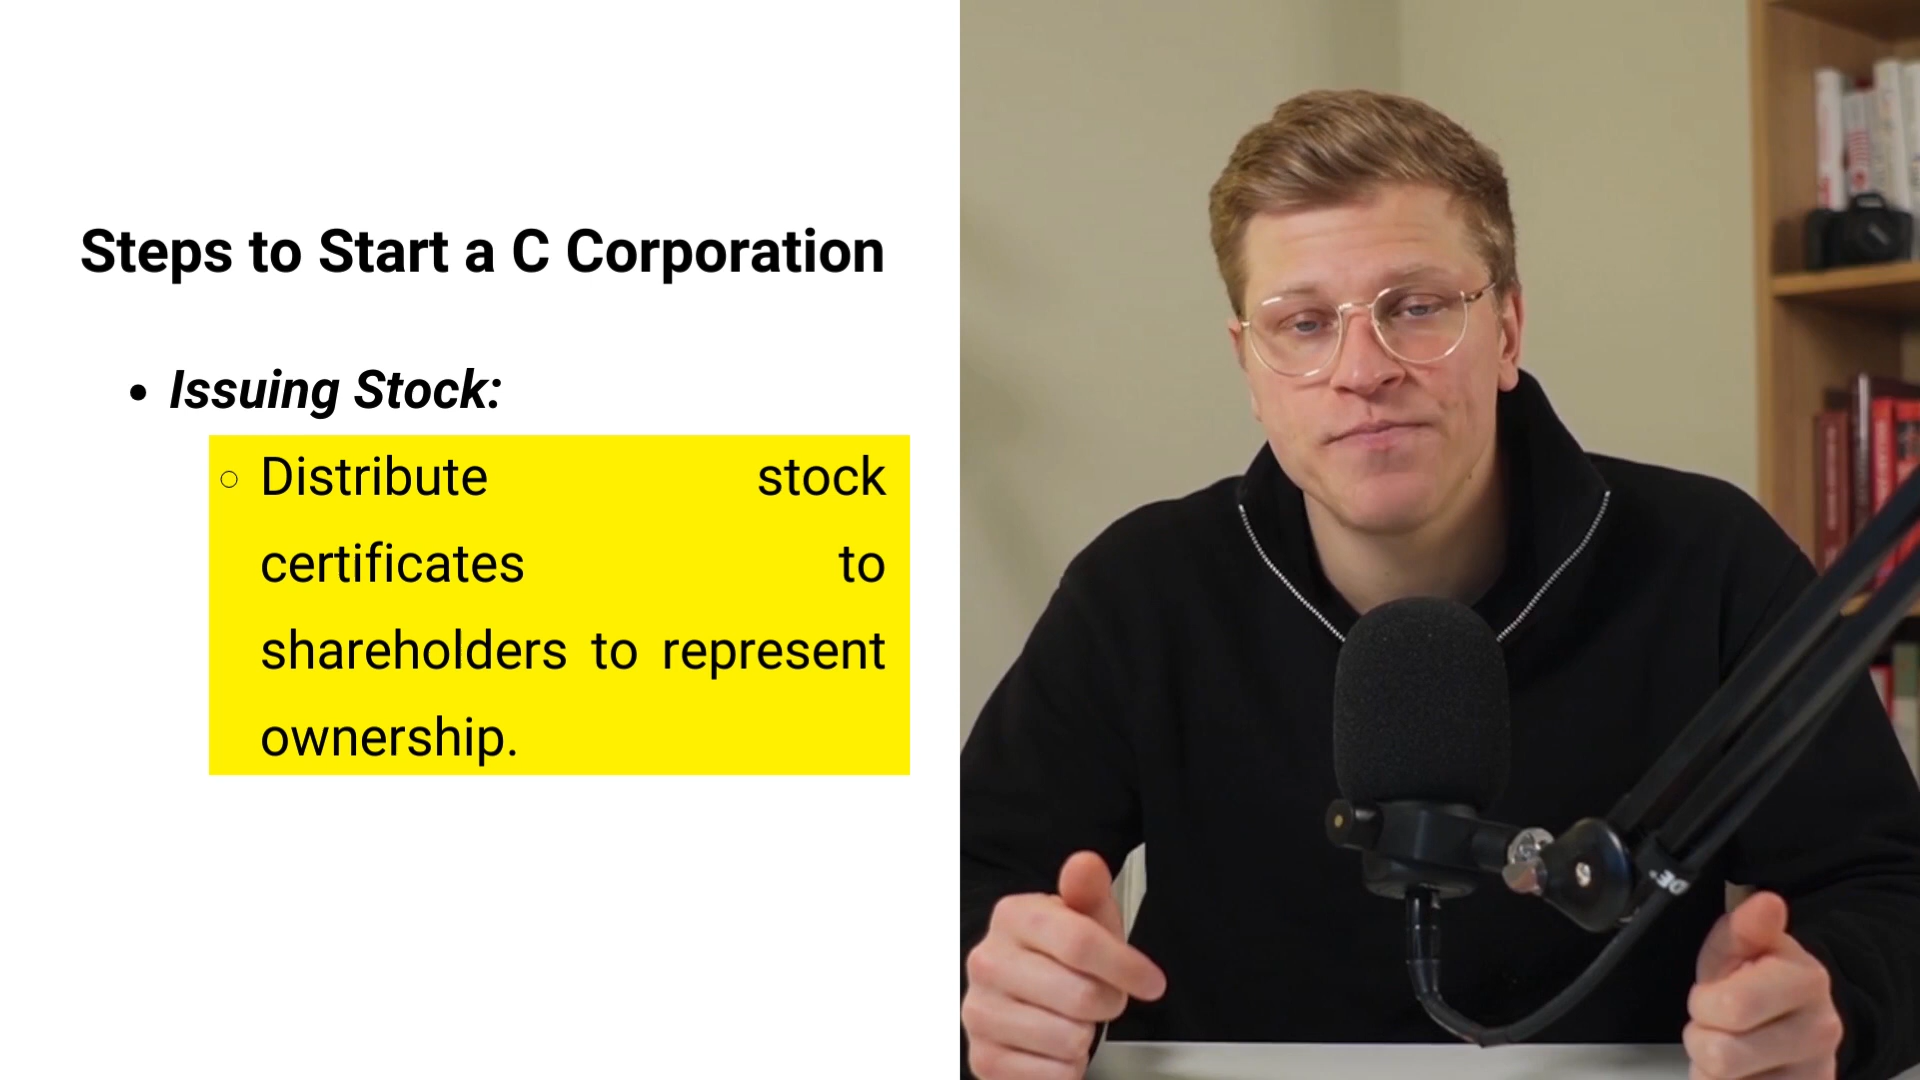 Steps to Start a C Corporation
• Issuing Stock:
○ Distribute stock
certificates to
shareholders to represent
ownership.